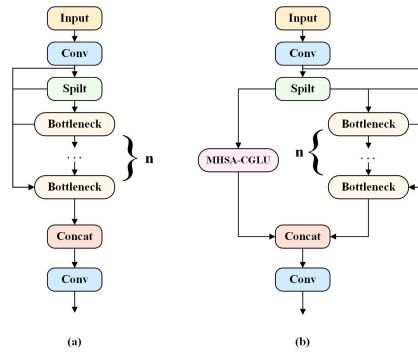 Input
Conv
Spilt
Bottleneck
...
n
Bottleneck
Concat
Conv
(a)
Input
Conv
Spilt
Bottleneck
MHSA-CGLU
n
...
Bottleneck
Concat
Conv
(b)